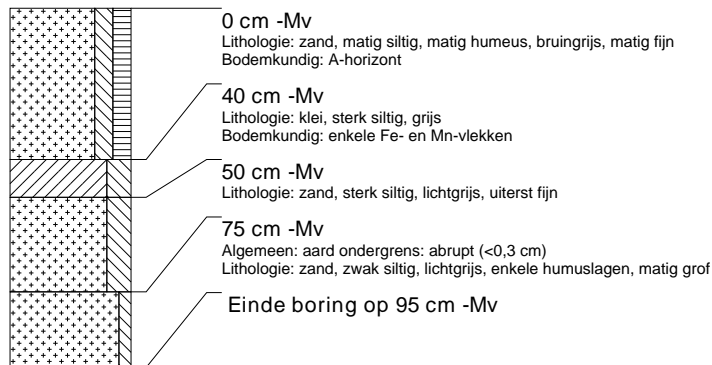 0 cm -Mv
Lithologie: zand, matig siltig, matig humeus, bruingrijs, matig fijn
Bodemkundig: A-horizont
40 cm -Mv
Lithologie: klei, sterk siltig, grijs
Bodemkundig: enkele Fe- en Mn-vlekken
50 cm -Mv
Lithologie: zand, sterk siltig, lichtgrijs, uiterst fijn
75 cm -Mv
Algemeen: aard ondergrens: abrupt (<0,3 cm)
Lithologie: zand, zwak siltig, lichtgrijs, enkele humuslagen, matig grof
Einde boring op 95 cm -Mv